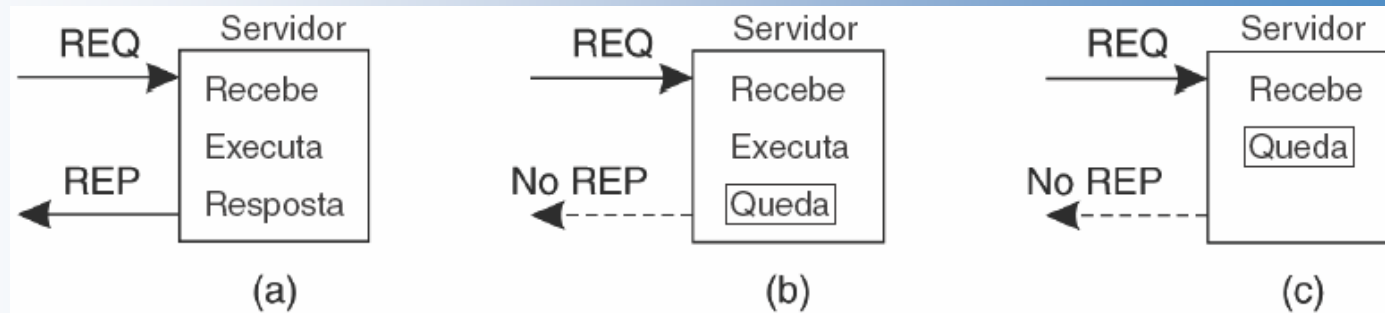 Servidor
REQ
Recebe
Executa
REP
Resposta
(a)
Servidor
REQ
Recebe
Executa
No REP
Queda
(b)
Servidor
REQ
Recebe
Queda
No REP
(c)